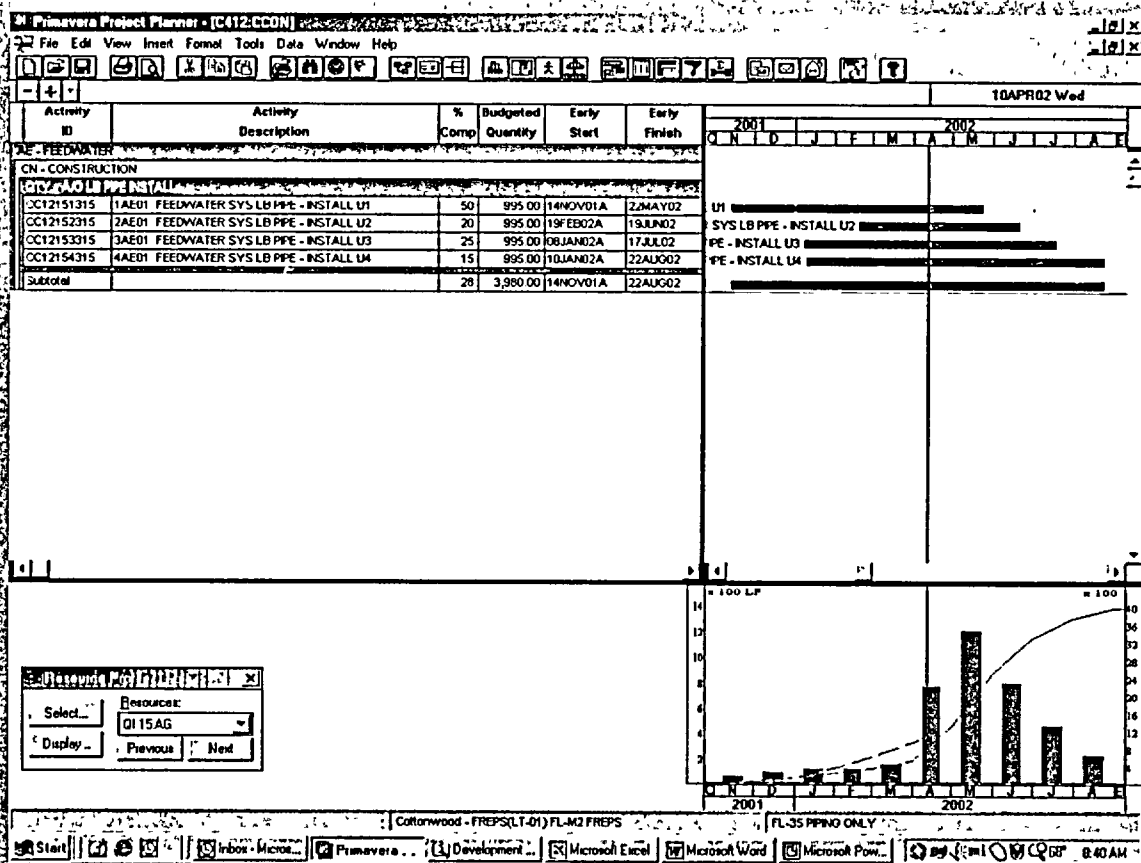 Primavera Project Planner - [C412:CCON]
File Edit View Insert Format Tools Data Window Help
10APR02 Wed
Activity ID Activity Description % Comp Budgeted Quantity Early Start Early Finish
2001 2002
O N D J F M A M J J A E
AE - FEEDWATER
CN - CONSTRUCTION
CC12151315 1AE01 FEEDWATER SYS LB PIPE - INSTALL U1 50 995.00 14NOV01A 22MAY02
U1
CC12152315 2AE01 FEEDWATER SYS LB PIPE - INSTALL U2 20 995.00 19FEB02A 19JUN02
SYS LB PIPE - INSTALL U2
CC12153315 3AE01 FEEDWATER SYS LB PIPE - INSTALL U3 25 995.00 08JAN02A 17JUL02
PE - INSTALL U3
CC12154315 4AE01 FEEDWATER SYS LB PIPE - INSTALL U4 15 995.00 10JAN02A 22AUG02
PE - INSTALL U4
Subtotal 28 3,980.00 14NOV01A 22AUG02
x 100 LF x 100
14 12 10 8 6 4 2
40 36 32 28 24 20 16 12
Select...
Resources:
QI15AG
Display...
Previous Next
O N D J F M A M J J A E
2001 2002
Cottonwood - FREPS(LT-01) FL-M2 FREPS FL-35 PIPING ONLY
Start Inbox - Micros... Primavera . . . Development ... Microsoft Excel Microsoft Word Microsoft Pow... 68° 8:40 AM